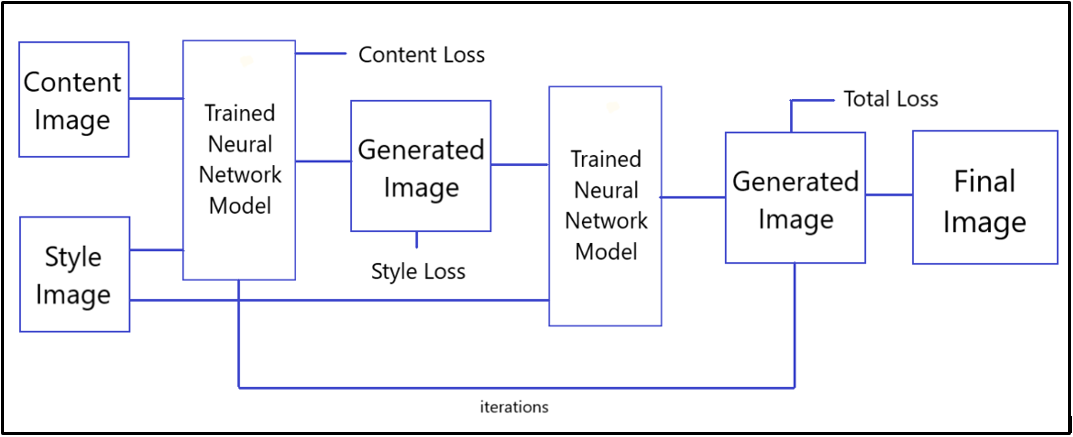 Content
Image
Style
Image
Trained
Neural
Network
Model
Content Loss
Generated
Image
Style Loss
Trained
Neural
Network
Model
Total Loss
Generated
Image
Final
Image
iterations